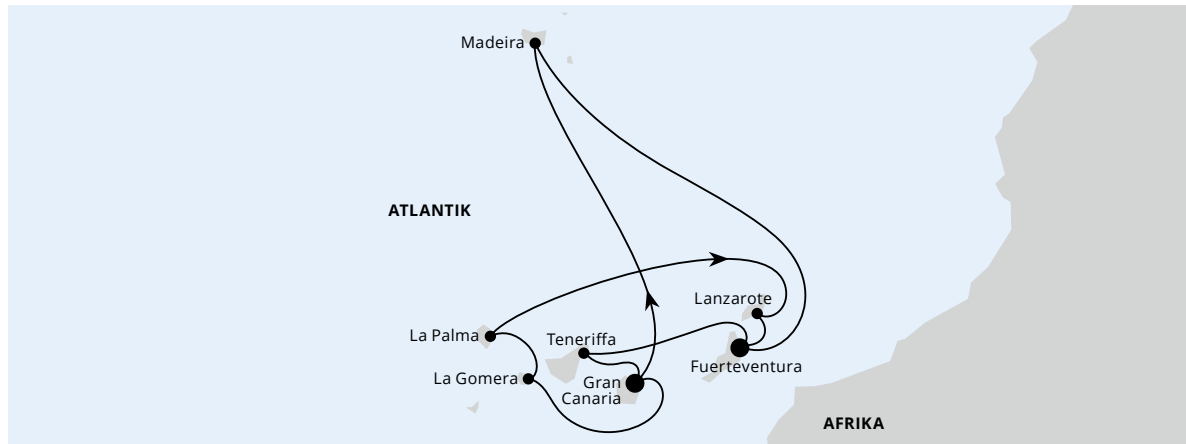 Madeira
ATLANTIK
Lanzarote
La Palma
Teneriffa
Fuerteventura
La Gomera
Gran
Canaria
AFRIKA